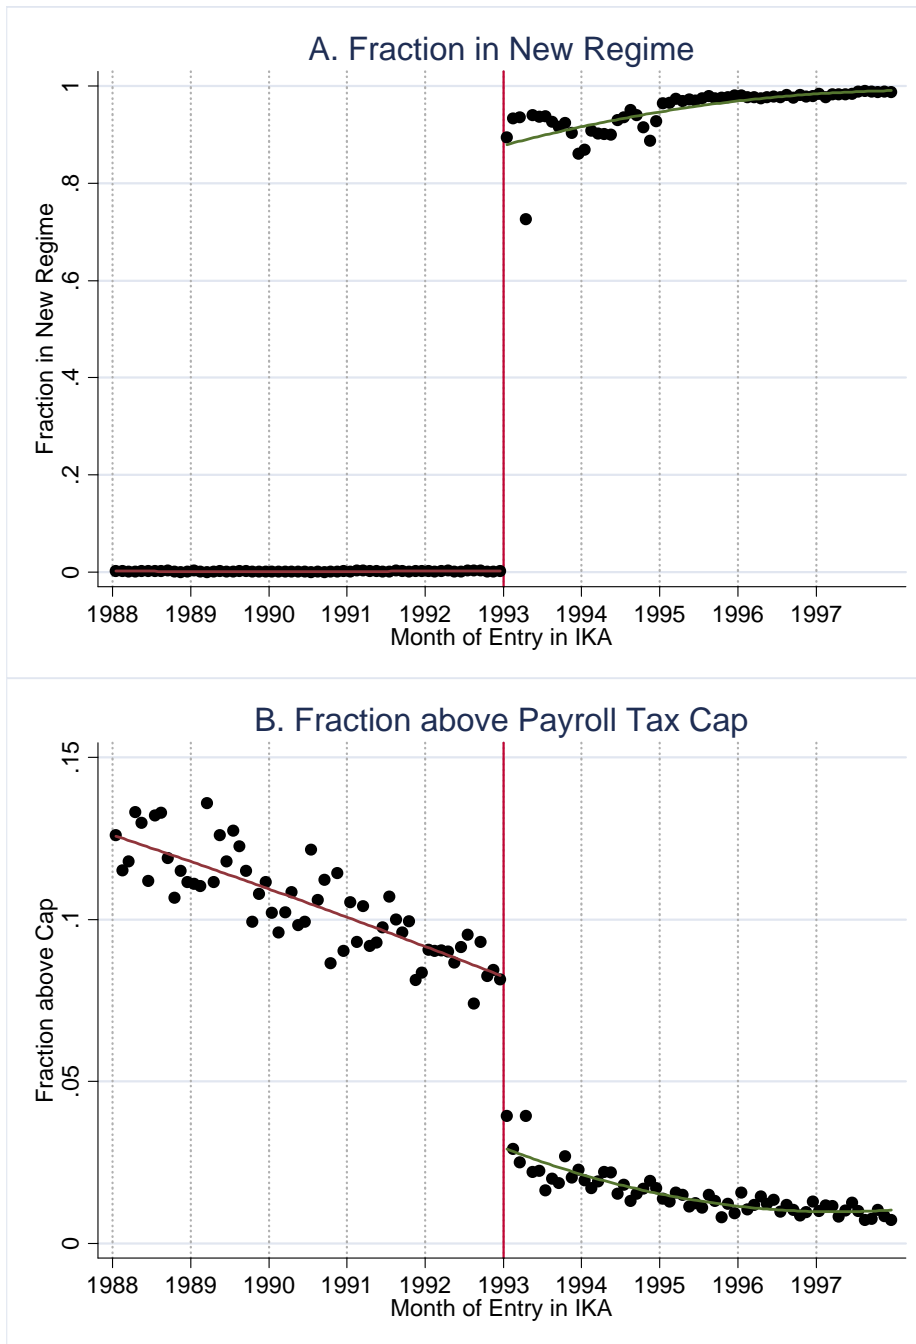 A. Fraction in New Regime
1
.8
.6
.4
.2
0
Fraction in New Regime
1988 1989 1990 1991 1992 1993 1994 1995 1996 1997
Month of Entry in IKA
B. Fraction above Payroll Tax Cap
.15
.1
.05
0
Fraction above Cap
1988 1989 1990 1991 1992 1993 1994 1995 1996 1997
Month of Entry in IKA